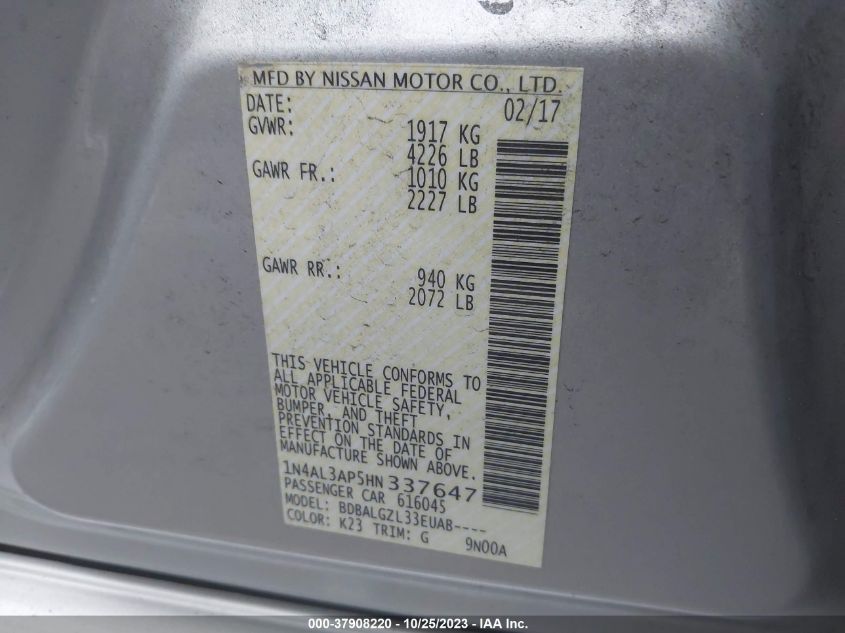 MFD BY NISSAN MOTOR CO., LTD.
DATE: 02/17
GVWR: 1917 KG
4226 LB
GAWR FR.: 1010 KG
2227 LB
GAWR RR.: 940 KG
2072 LB
THIS VEHICLE CONFORMS TO
ALL APPLICABLE FEDERAL
MOTOR VEHICLE SAFETY,
BUMPER, AND THEFT
PREVENTION STANDARDS IN
EFFECT ON THE DATE OF
MANUFACTURE SHOWN ABOVE.
1N4AL3AP5HN337647
PASSENGER CAR 616045
MODEL: BDBALGZL33EUAB----
COLOR: K23 TRIM: G 9N00A
000-37908220 - 10/25/2023 - IAA Inc.